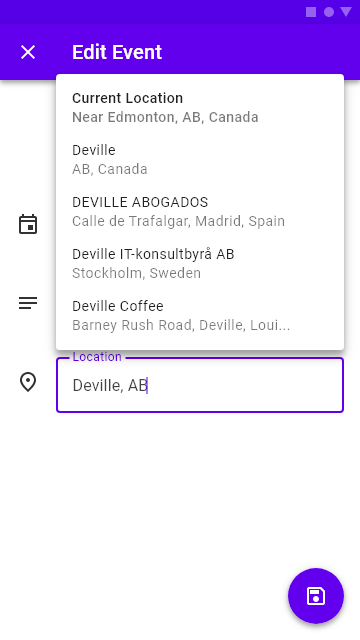 Edit Event
Current Location
Near Edmonton, AB, Canada
Deville
AB, Canada
DEVILLE ABOGADOS
Calle de Trafalgar, Madrid, Spain
Deville IT-konsultbyrå AB
Stockholm, Sweden
Deville Coffee
Barney Rush Road, Deville, Loui...
Location
Deville, AB